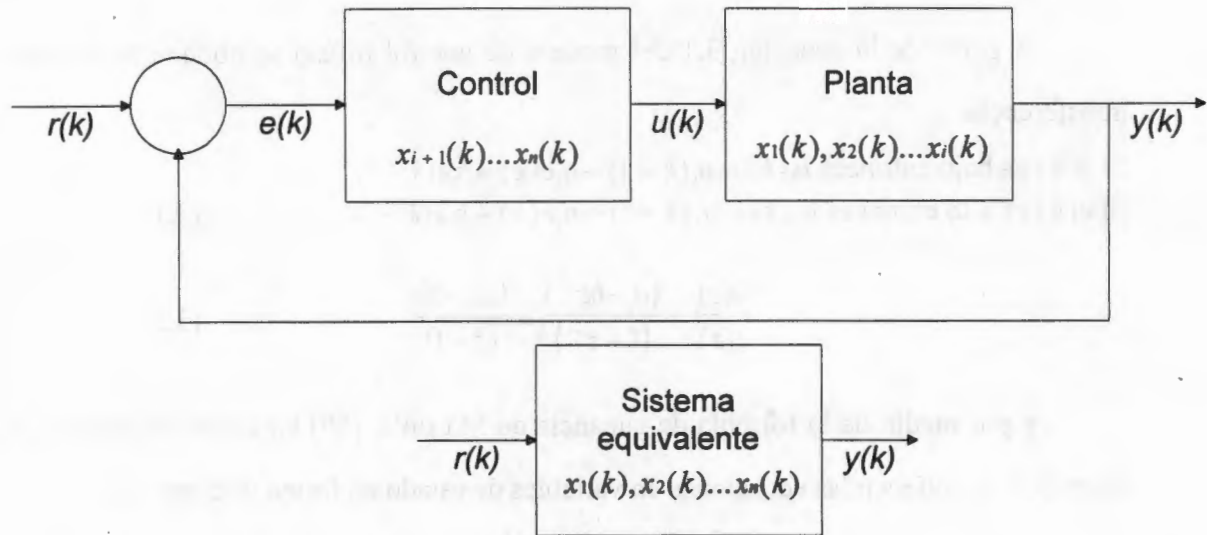 Control
Planta
r(k)
e(k)
u(k)
y(k)
xi + 1(k)...xn(k)
x1(k), x2(k)...xi(k)
Sistema
equivalente
r(k)
y(k)
x1(k), x2(k)...xn(k)